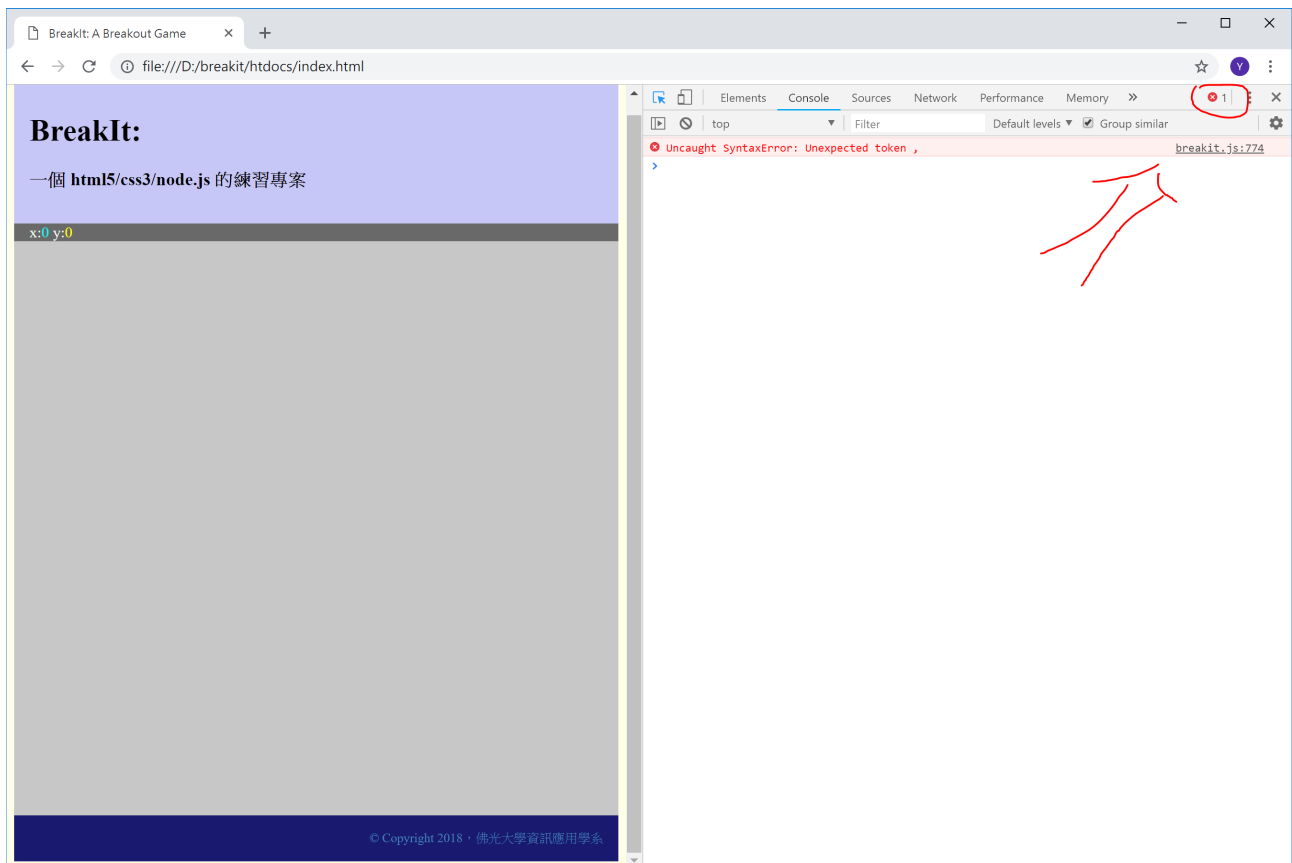 BreakIt: A Breakout Game
file:///D:/breakit/htdocs/index.html
Y
BreakIt:
一個 html5/css3/node.js 的練習專案
x:0 y:0
© Copyright 2018，佛光大學資訊應用學系
Elements Console Sources Network Performance Memory » 1
top Filter Default levels Group similar
Uncaught SyntaxError: Unexpected token , breakit.js:774
>